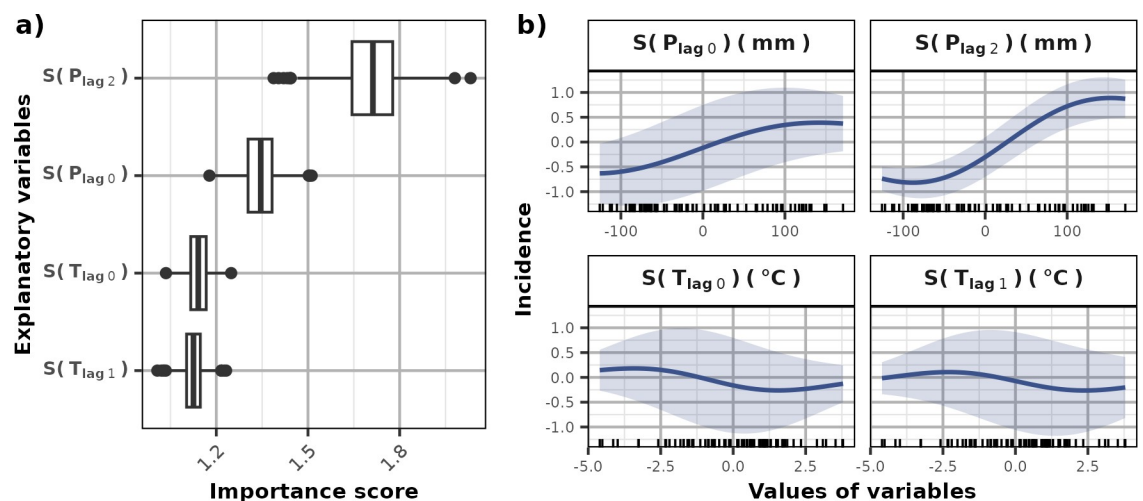 a)
Explanatory variables
S( P lag 2 )
S( P lag 0 )
S( T lag 0 )
S( T lag 1 )
1.2 1.5 1.8
Importance score
b)
Incidence
S( P lag 0 ) ( mm ) S( P lag 2 ) ( mm )
1.0
0.5
0.0
-0.5
-1.0
-100 0 100 -100 0 100
S( T lag 0 ) ( °C ) S( T lag 1 ) ( °C )
1.0
0.5
0.0
-0.5
-1.0
-5.0 -2.5 0.0 2.5 -5.0 -2.5 0.0 2.5
Values of variables